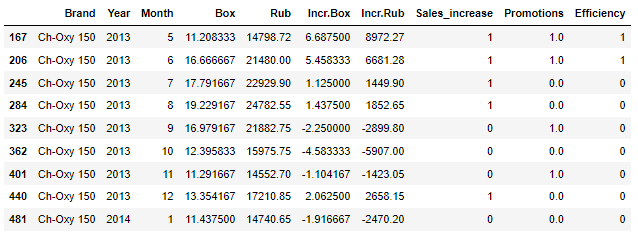 Brand Year Month Box Rub Incr.Box Incr.Rub Sales_increase Promotions Efficiency
167 Ch-Oxy 150 2013 5 11.208333 14798.72 6.687500 8972.27 1 1.0 1
206 Ch-Oxy 150 2013 6 16.666667 21480.00 5.458333 6681.28 1 1.0 1
245 Ch-Oxy 150 2013 7 17.791667 22929.90 1.125000 1449.90 1 0.0 0
284 Ch-Oxy 150 2013 8 19.229167 24782.55 1.437500 1852.65 1 0.0 0
323 Ch-Oxy 150 2013 9 16.979167 21882.75 -2.250000 -2899.80 0 1.0 0
362 Ch-Oxy 150 2013 10 12.395833 15975.75 -4.583333 -5907.00 0 0.0 0
401 Ch-Oxy 150 2013 11 11.291667 14552.70 -1.104167 -1423.05 0 1.0 0
440 Ch-Oxy 150 2013 12 13.354167 17210.85 2.062500 2658.15 1 0.0 0
481 Ch-Oxy 150 2014 1 11.437500 14740.65 -1.916667 -2470.20 0 0.0 0